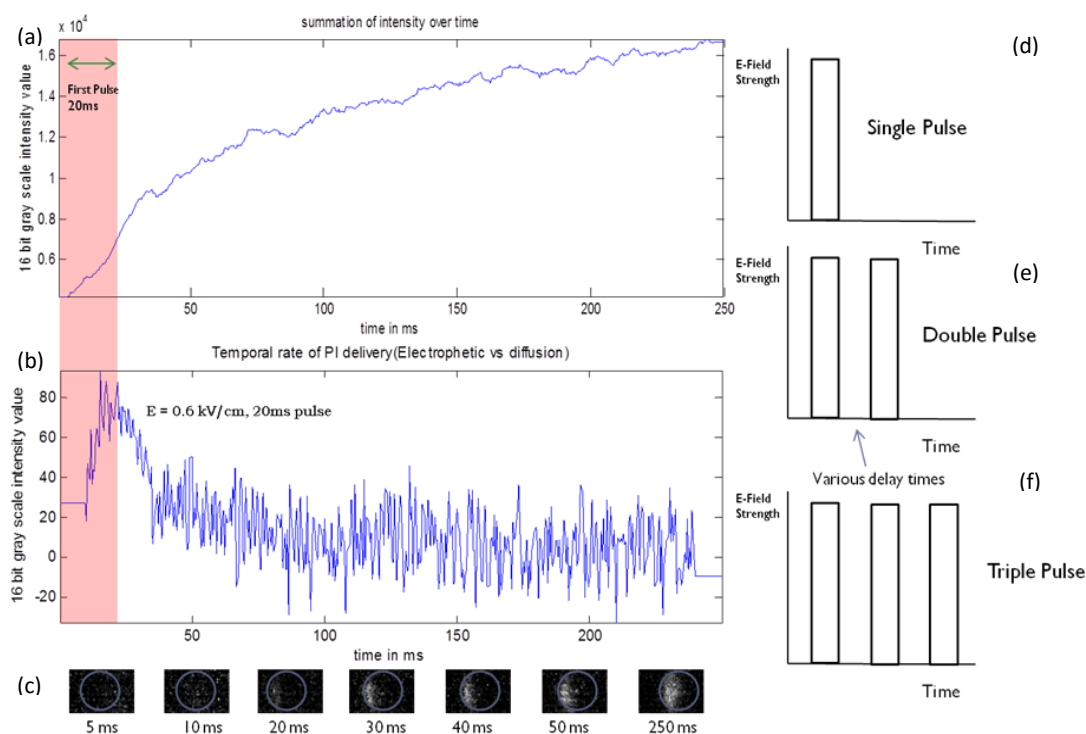 (a)
x 10⁴
summation of intensity over time
1.6
1.4
1.2
1
0.8
0.6
16 bit gray scale intensity value
First Pulse
20ms
50
100
150
200
250
time in ms
(b)
Temporal rate of PI delivery(Electrophetic vs diffusion)
80
60
40
20
0
-20
16 bit gray scale intensity value
E = 0.6 kV/cm, 20ms pulse
50
100
150
200
time in ms
(c)
5 ms
10 ms
20 ms
30 ms
40 ms
50 ms
250 ms
(d)
E-Field
Strength
Single Pulse
Time
(e)
E-Field
Strength
Double Pulse
Time
Various delay times
(f)
E-Field
Strength
Triple Pulse
Time